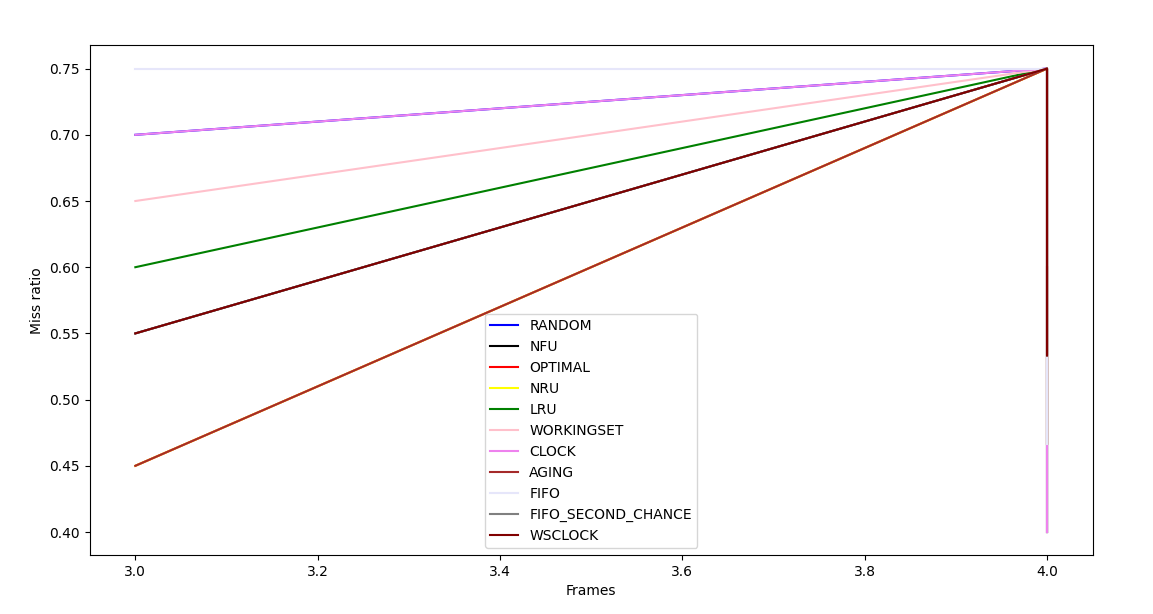 0.75
0.70
0.65
0.60
0.55
0.50
0.45
0.40
Miss ratio
RANDOM
NFU
OPTIMAL
NRU
LRU
WORKINGSET
CLOCK
AGING
FIFO
FIFO_SECOND_CHANCE
WSCLOCK
3.0 3.2 3.4 3.6 3.8 4.0
Frames